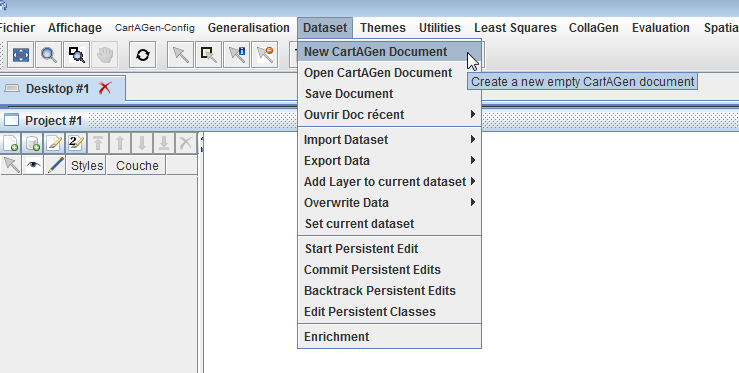 Fichier Affichage CartAGen-Config Generalisation Dataset Themes Utilities Least Squares CollaGen Evaluation Spatia
New CartAGen Document
Create a new empty CartAGen document
Open CartAGen Document
Save Document
Ouvrir Doc récent
Import Dataset
Export Data
Add Layer to current dataset
Overwrite Data
Set current dataset
Start Persistent Edit
Commit Persistent Edits
Backtrack Persistent Edits
Edit Persistent Classes
Enrichment
Desktop #1
Project #1
Styles Couche